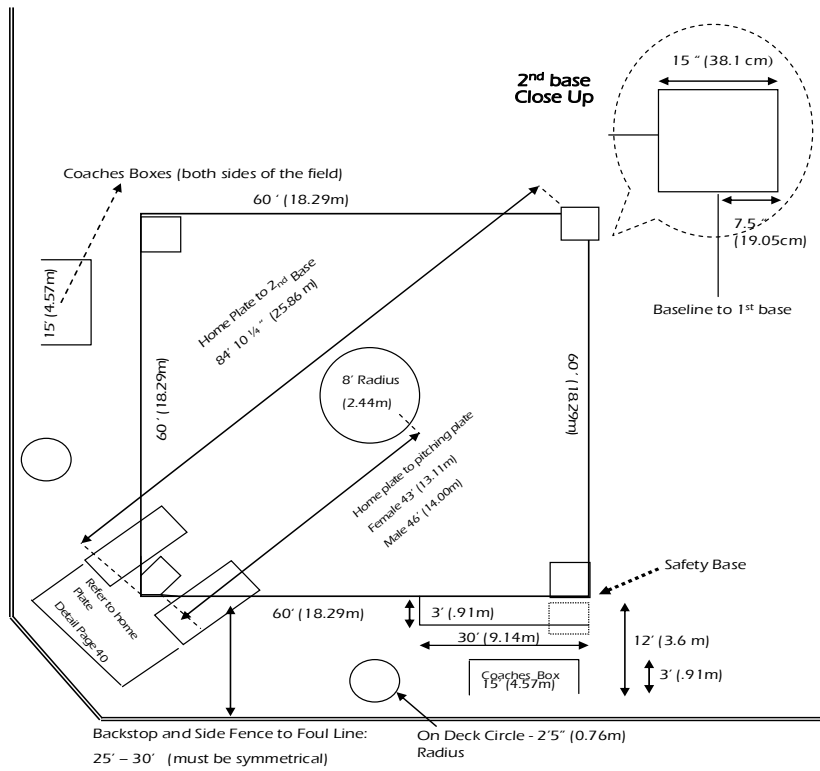 15 “ (38.1 cm)
2nd base
Close Up
7.5 “
(19.05cm)
Baseline to 1st base
Coaches Boxes (both sides of the field)
60 ‘ (18.29m)
15’ (4.57m)
Home Plate to 2nd Base
84’ 10 ¼ “ (25.86 m)
60 ‘ (18.29m)
8’ Radius
(2.44m)
60 ‘ (18.29m)
Home plate to pitching plate
Female 43’ (13.11m)
Male 46’ (14.00m)
Refer to home
Plate
Detail Page 40
Safety Base
60’ (18.29m)
3’ (.91m)
30’ (9.14m)
12’ (3.6 m)
3’ (.91m)
Coaches Box
15’ (4.57m)
Backstop and Side Fence to Foul Line:
25’ – 30’ (must be symmetrical)
On Deck Circle - 2’5” (0.76m)
Radius